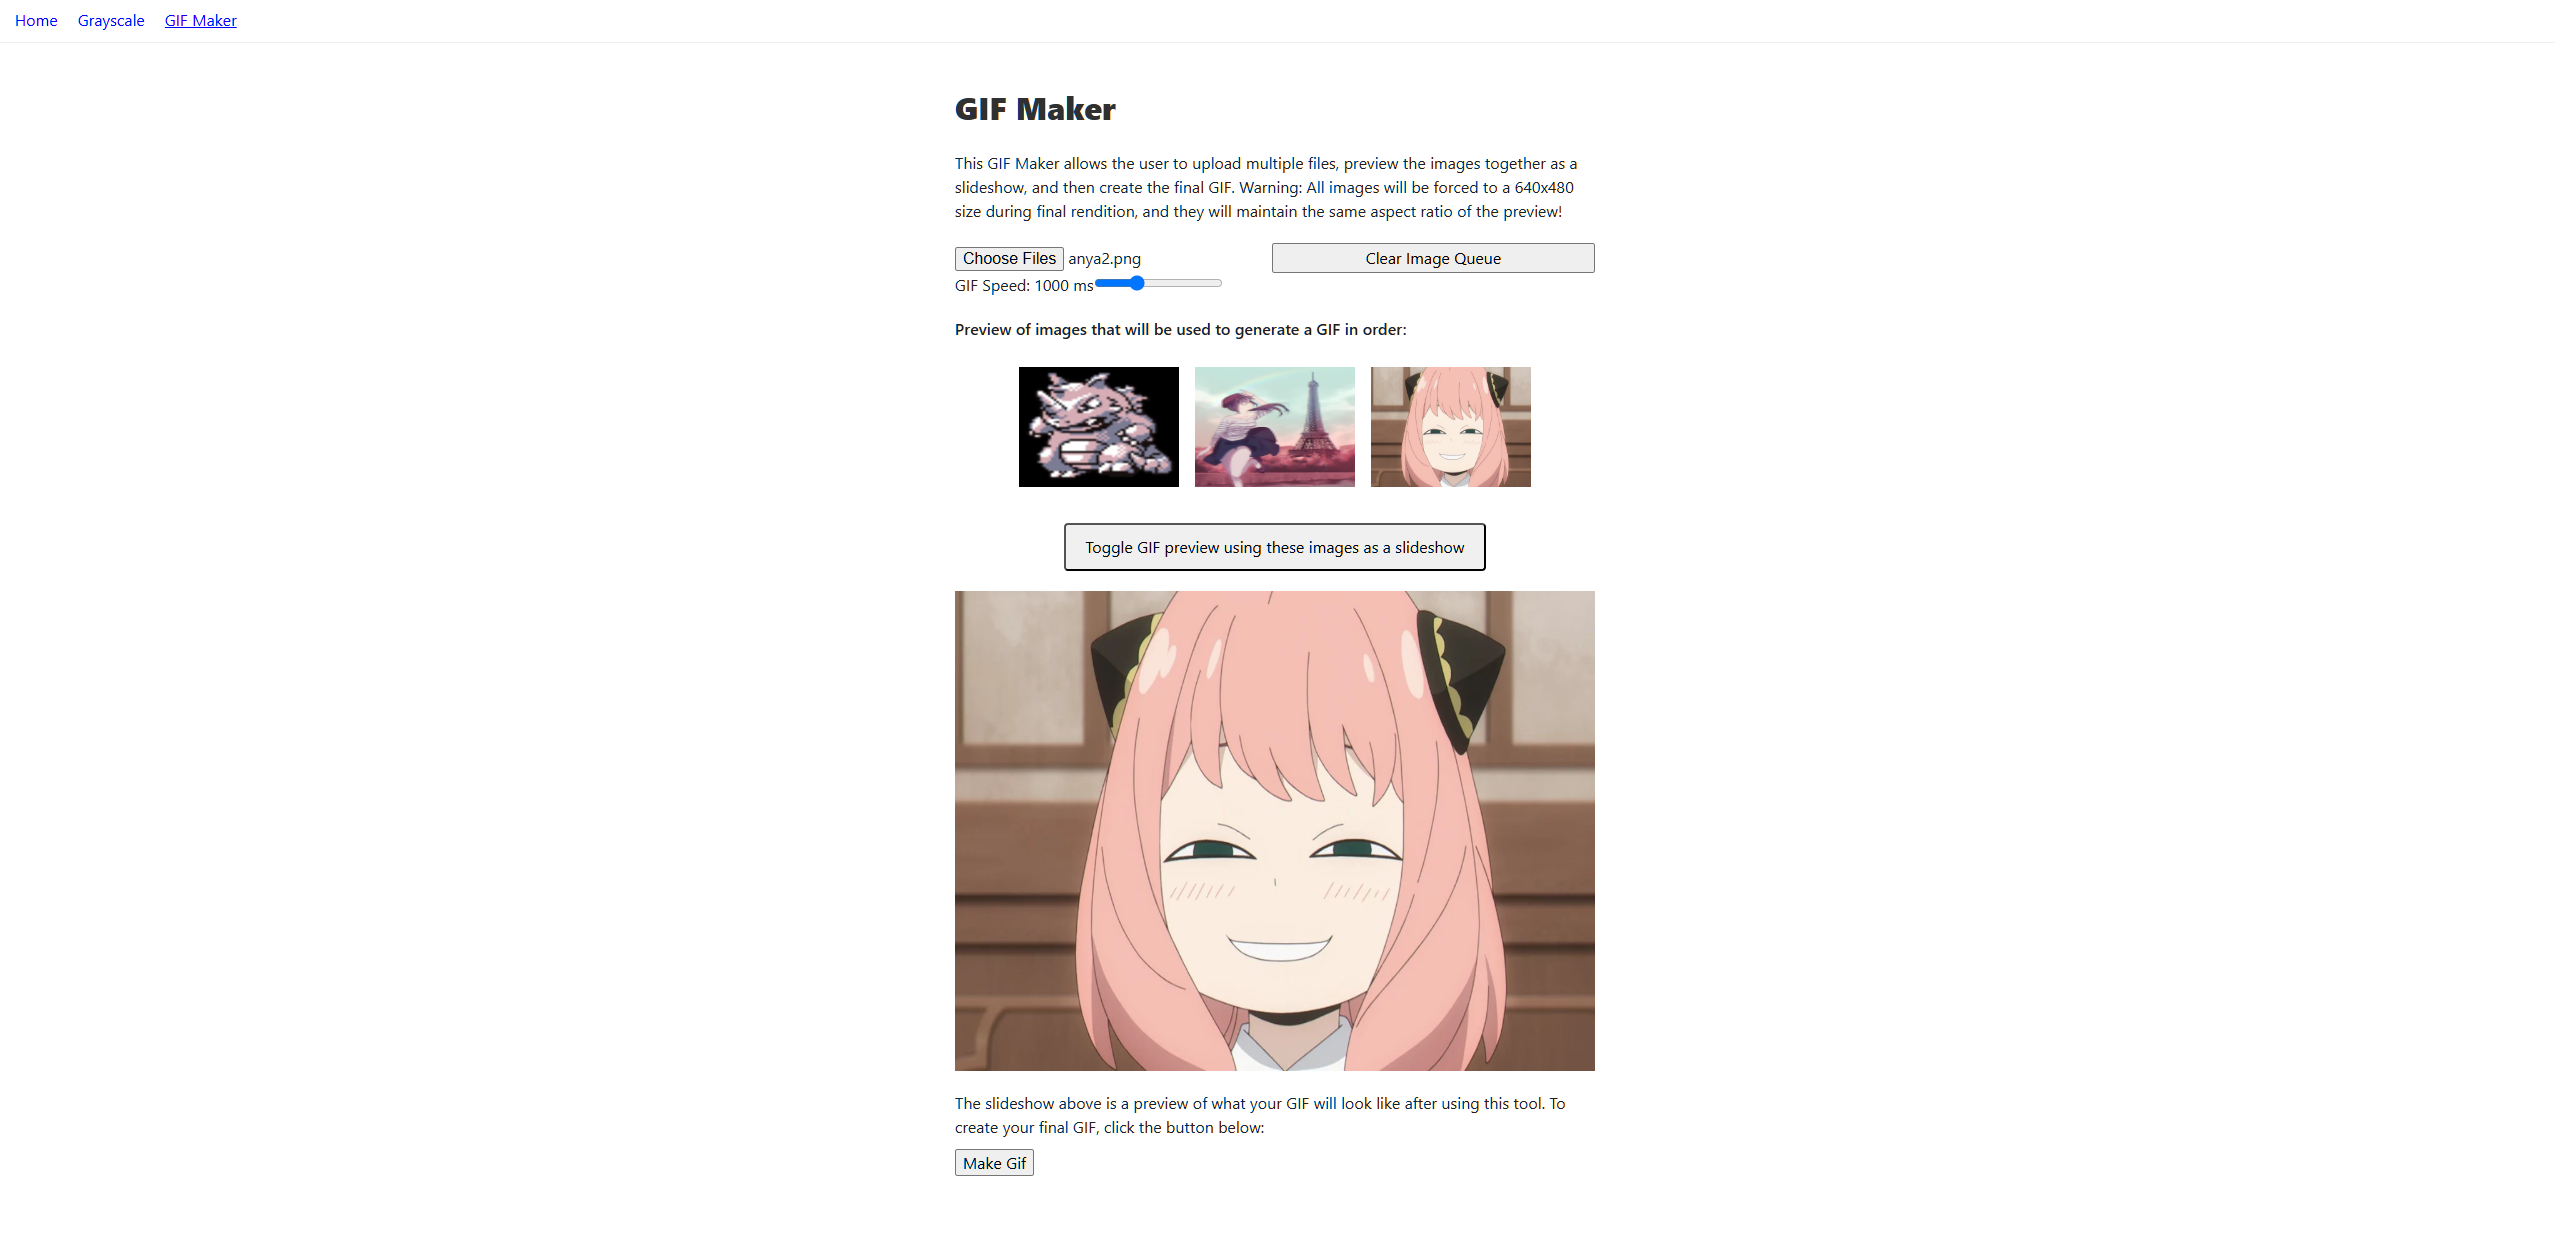 Home Grayscale GIF Maker
GIF Maker
This GIF Maker allows the user to upload multiple files, preview the images together as a
slideshow, and then create the final GIF. Warning: All images will be forced to a 640x480
size during final rendition, and they will maintain the same aspect ratio of the preview!
Choose Files anya2.png Clear Image Queue
GIF Speed: 1000 ms
Preview of images that will be used to generate a GIF in order:
Toggle GIF preview using these images as a slideshow
The slideshow above is a preview of what your GIF will look like after using this tool. To
create your final GIF, click the button below:
Make Gif